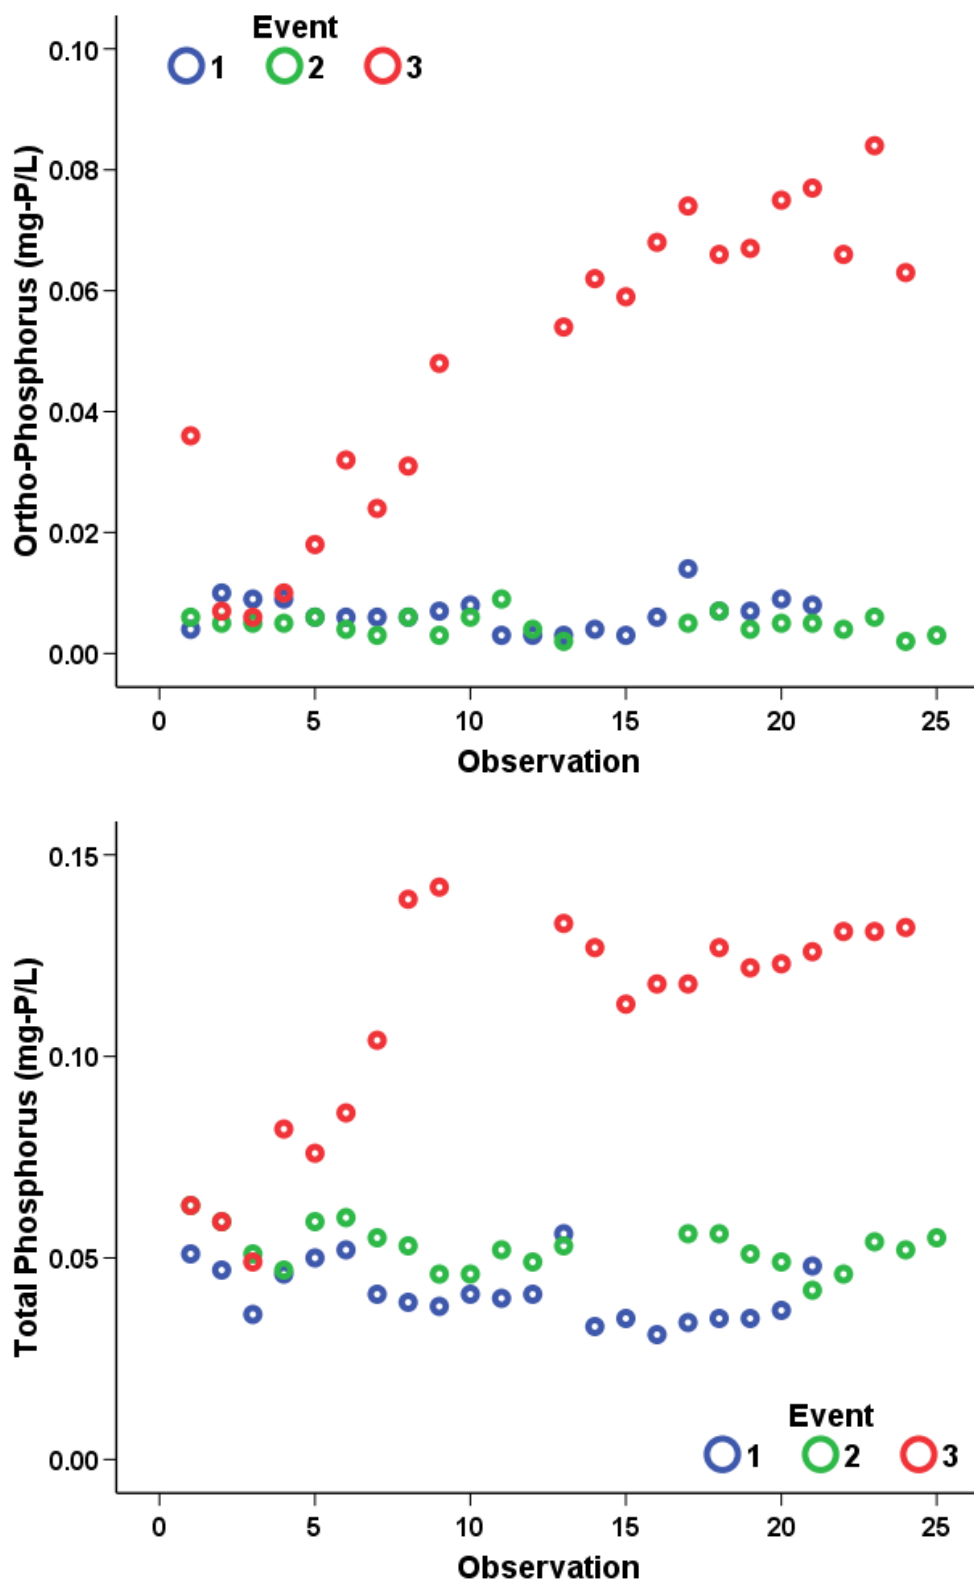 Event
1 2 3
Ortho-Phosphorus (mg-P/L)
0.10
0.08
0.06
0.04
0.02
0.00
0 5 10 15 20 25
Observation
Total Phosphorus (mg-P/L)
0.15
0.10
0.05
0.00
Event
1 2 3
0 5 10 15 20 25
Observation